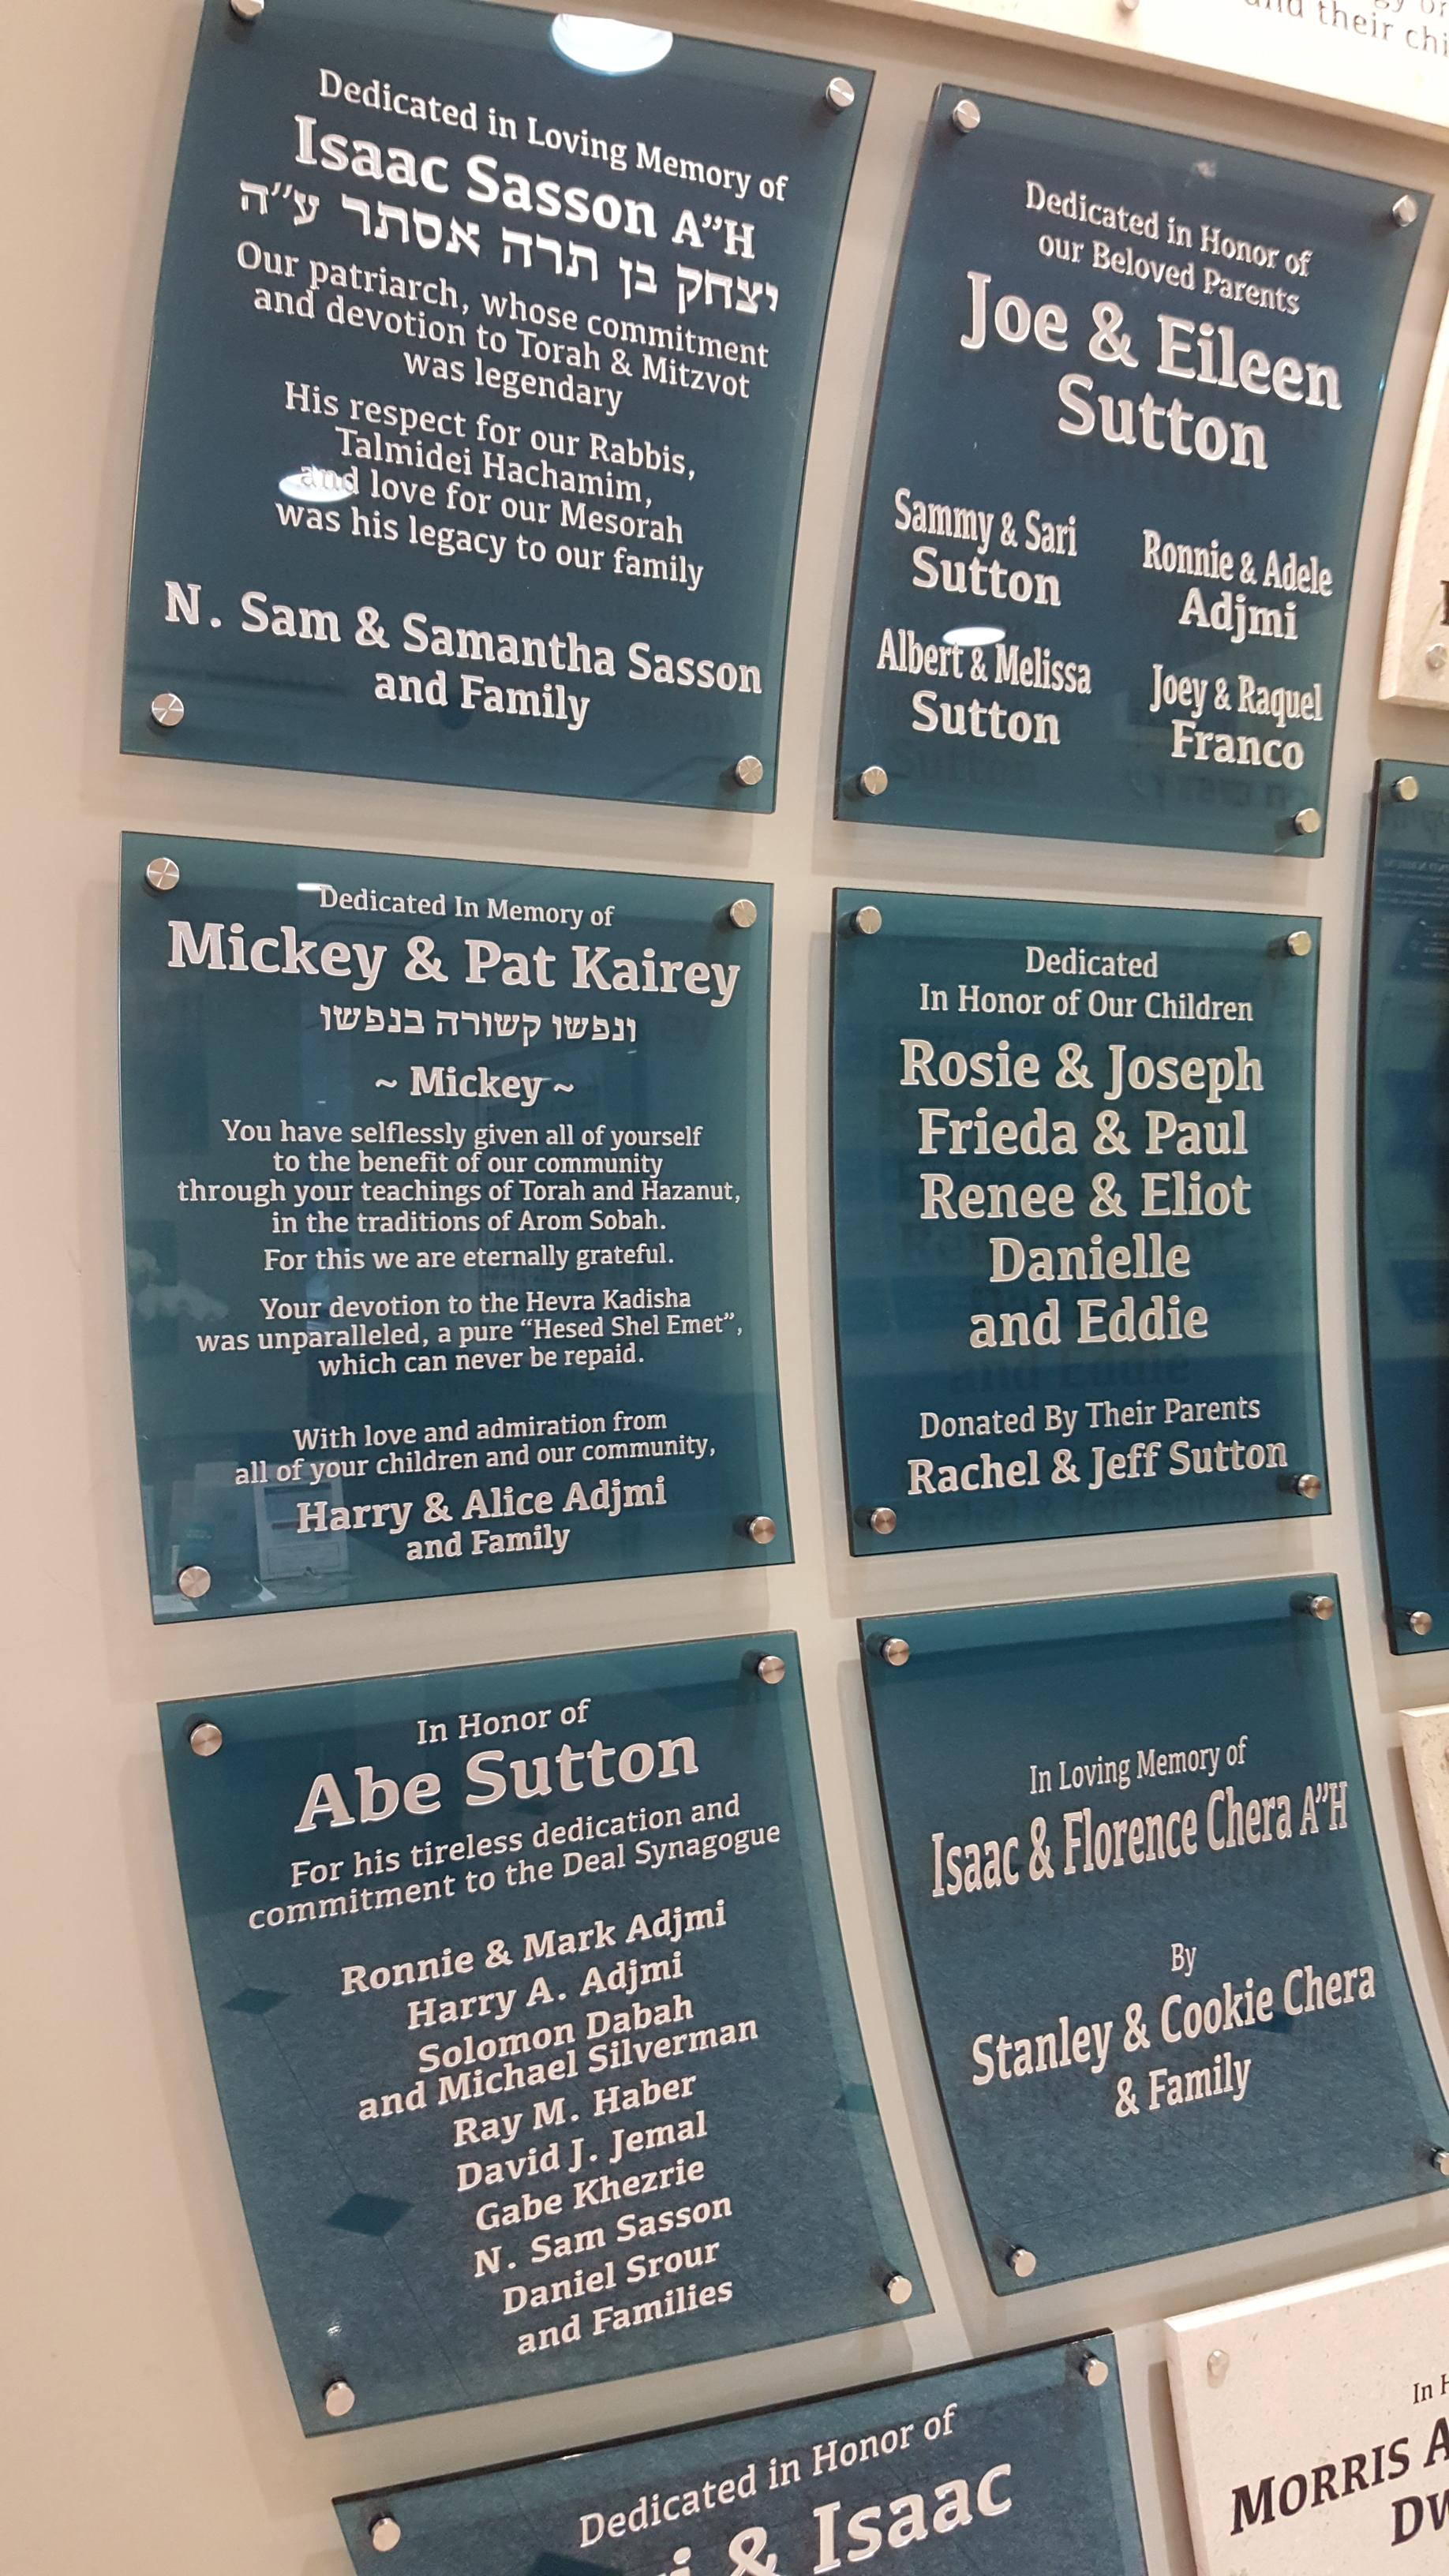 and their
Dedicated in Loving Memory of
Isaac Sasson A”H
יצחק בן תרה אסתר ע״ה
Our patriarch, whose commitment
and devotion to Torah & Mitzvot
was legendary
His respect for our Rabbis,
Talmidei Hachamim,
and love for our Mesorah
was his legacy to our family
N. Sam & Samantha Sasson
and Family
Dedicated in Honor of
our Beloved Parents
Joe & Eileen
Sutton
Sammy & Sari
Sutton
Ronnie & Adele
Adjmi
Albert & Melissa
Sutton
Joey & Raquel
Franco
Dedicated In Memory of
Mickey & Pat Kairey
ונפשו קשורה בנפשו
~ Mickey ~
You have selflessly given all of yourself
to the benefit of our community
through your teachings of Torah and Hazanut,
in the traditions of Arom Sobah.
For this we are eternally grateful.
Your devotion to the Hevra Kadisha
was unparalleled, a pure “Hesed Shel Emet”,
which can never be repaid.
With love and admiration from
all of your children and our community,
Harry & Alice Adjmi
and Family
Dedicated
In Honor of Our Children
Rosie & Joseph
Frieda & Paul
Renee & Eliot
Danielle
and Eddie
Donated By Their Parents
Rachel & Jeff Sutton
In Honor of
Abe Sutton
For his tireless dedication and
commitment to the Deal Synagogue
Ronnie & Mark Adjmi
Harry A. Adjmi
Solomon Dabah
and Michael Silverman
Ray M. Haber
David J. Jemal
Gabe Khezrie
N. Sam Sasson
Daniel Srour
and Families
In Loving Memory of
Isaac & Florence Chera A”H
By
Stanley & Cookie Chera
& Family
Dedicated in Honor of
& Isaac
In
MORRIS